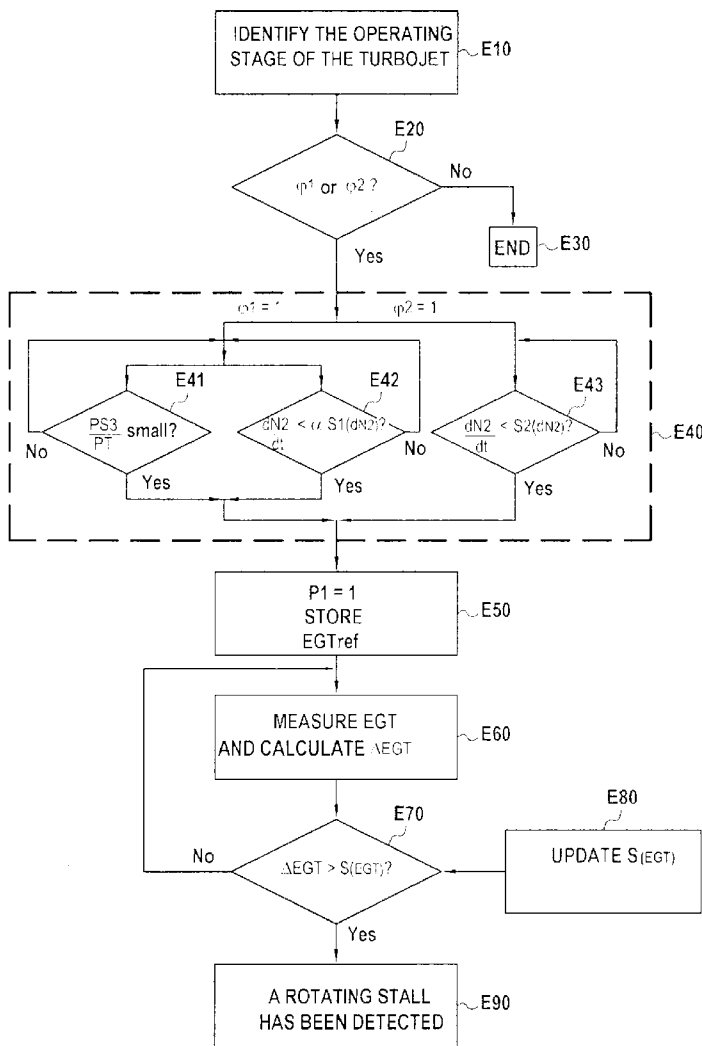 IDENTIFY THE OPERATING
STAGE OF THE TURBOJET
E10
E20
φ1 or φ2 ?
No
Yes
END
E30
φ1 = 1
φ2 = 1
E41
PS3
PT
small?
No
Yes
E42
dN2
dt
< α S1(dN2)?
No
Yes
E43
dN2
dt
< S2(dN2)?
No
Yes
E40
P1 = 1
STORE
EGTref
E50
MEASURE EGT
AND CALCULATE ΔEGT
E60
E70
ΔEGT > S(EGT)?
No
Yes
E80
UPDATE S(EGT)
A ROTATING STALL
HAS BEEN DETECTED
E90